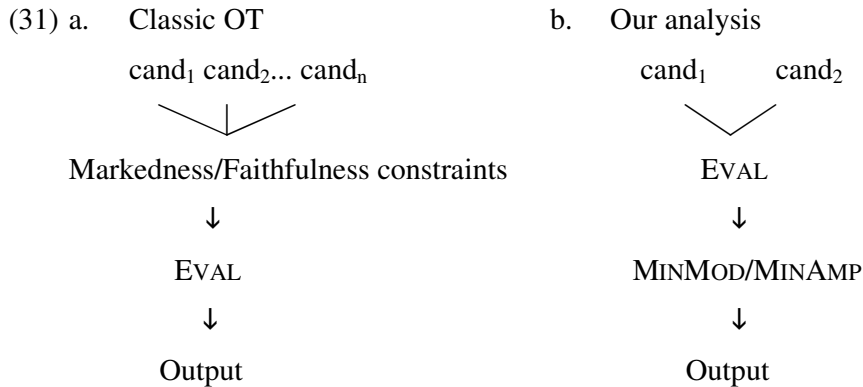 (31) a. Classic OT b. Our analysis
cand₁ cand₂... candₙ cand₁ cand₂
Markedness/Faithfulness constraints EVAL
↓ ↓
EVAL MINMOD/MINAMP
↓ ↓
Output Output